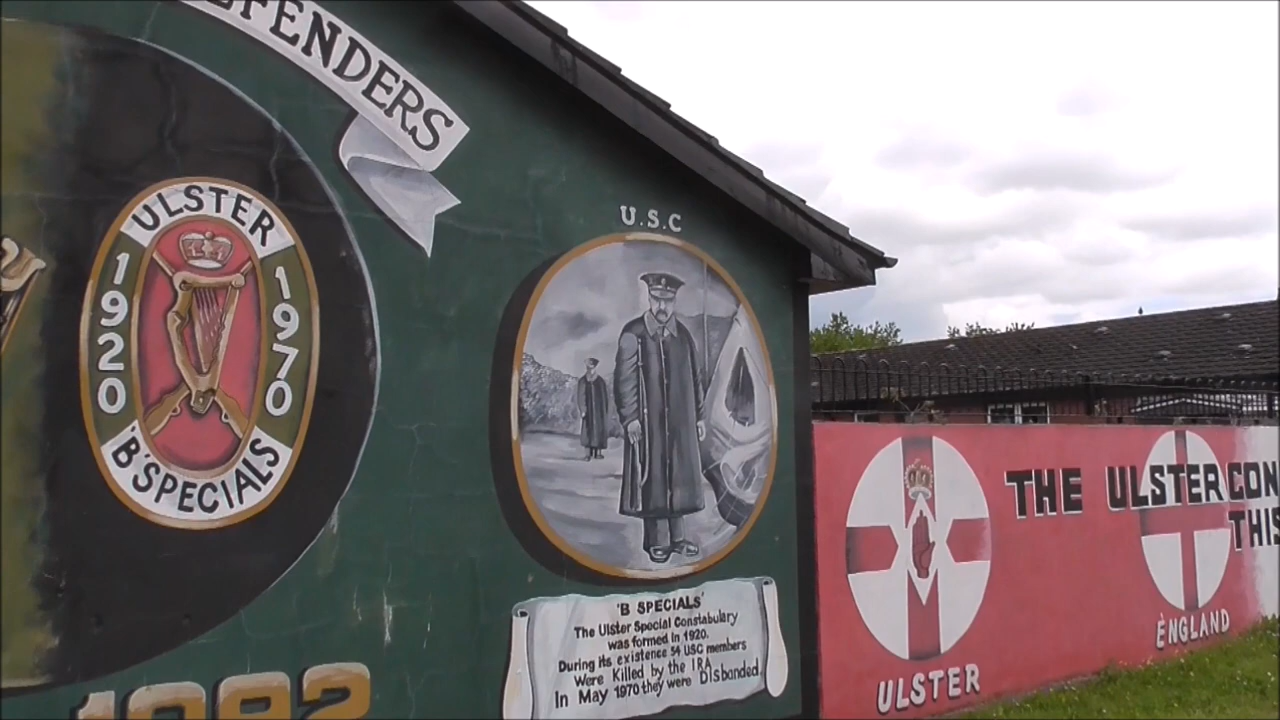 EFENDERS
ULSTER
1920
1970
B'SPECIALS
U.S.C
'B SPECIALS'
The Ulster Special Constabulary
was formed in 1920.
During its existence 54 USC members
Were Killed by the IRA
In May 1970 they were Disbanded.
THE ULSTER CON
THIS
ULSTER
ENGLAND